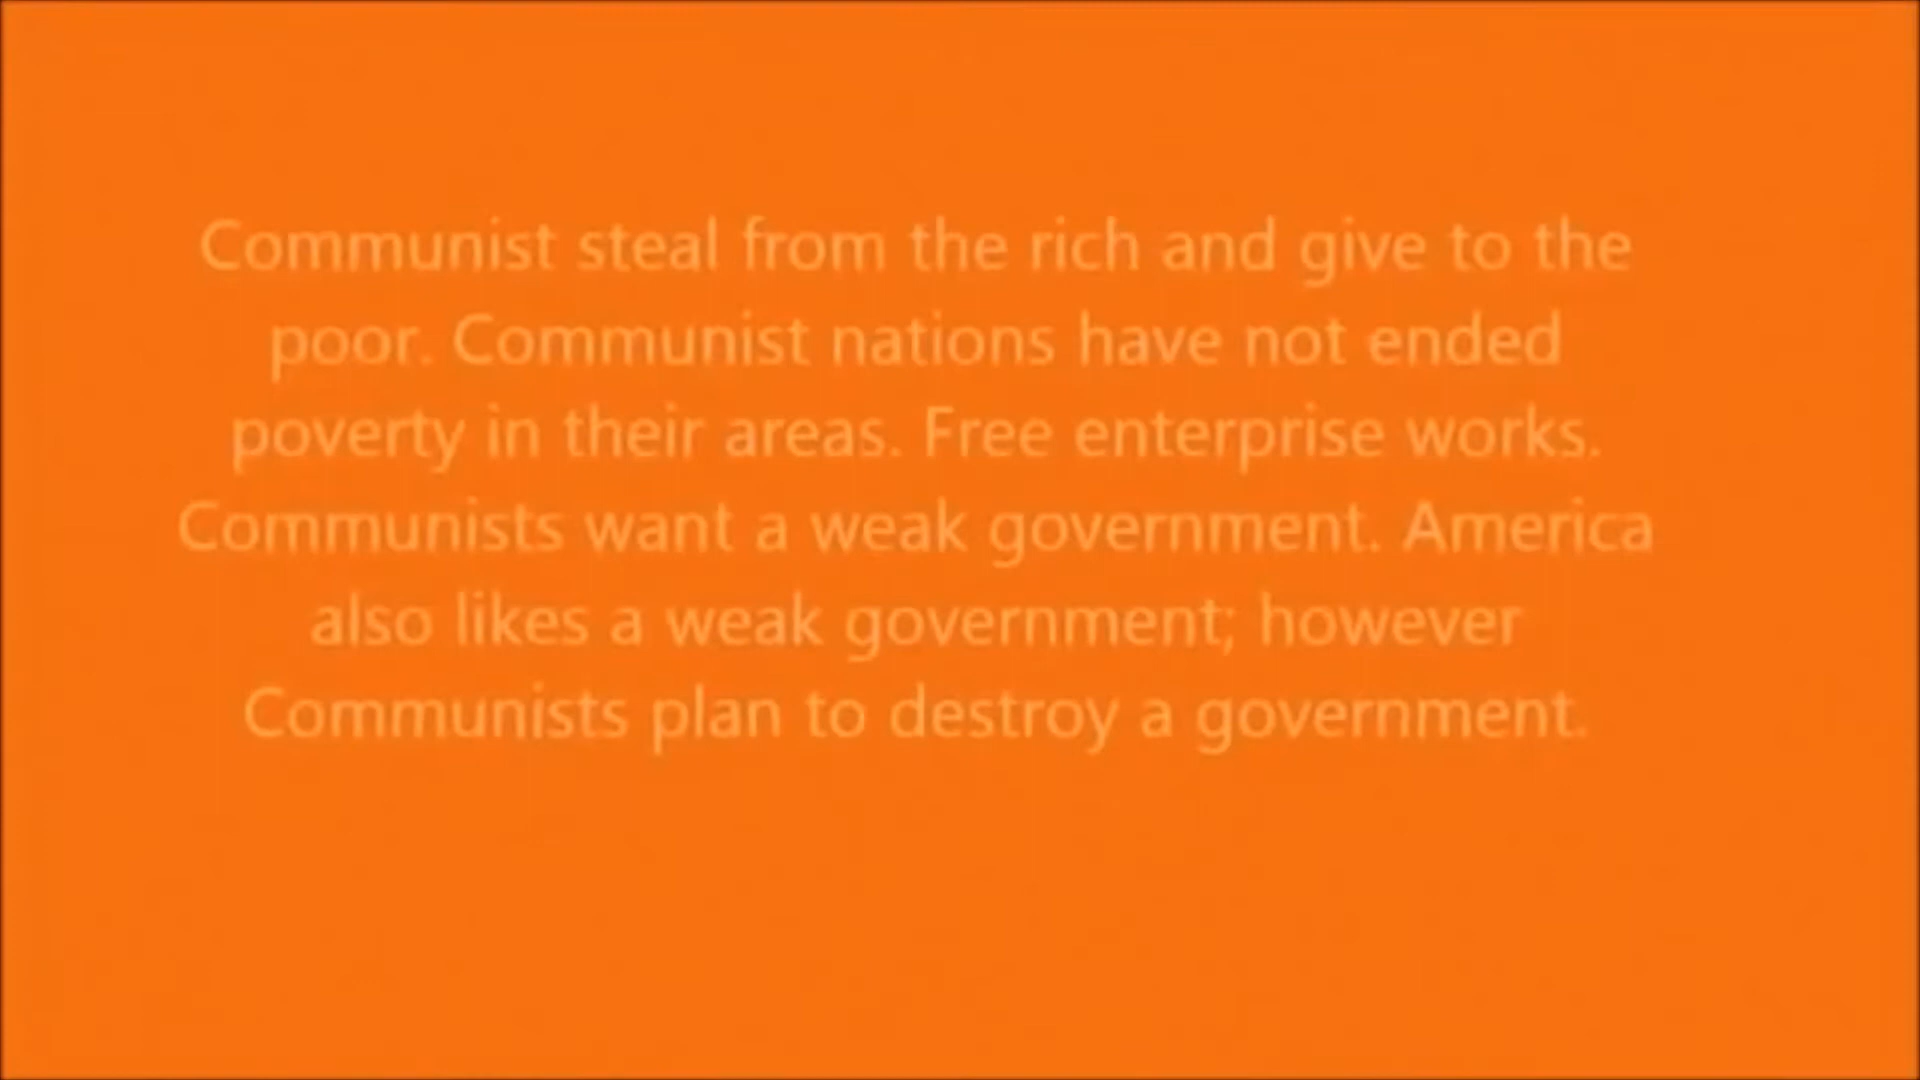 Communist steal from the rich and give to the
poor. Communist nations have not ended
poverty in their areas. Free enterprise works.
Communists want a weak government. America
also likes a weak government; however
Communists plan to destroy a government.